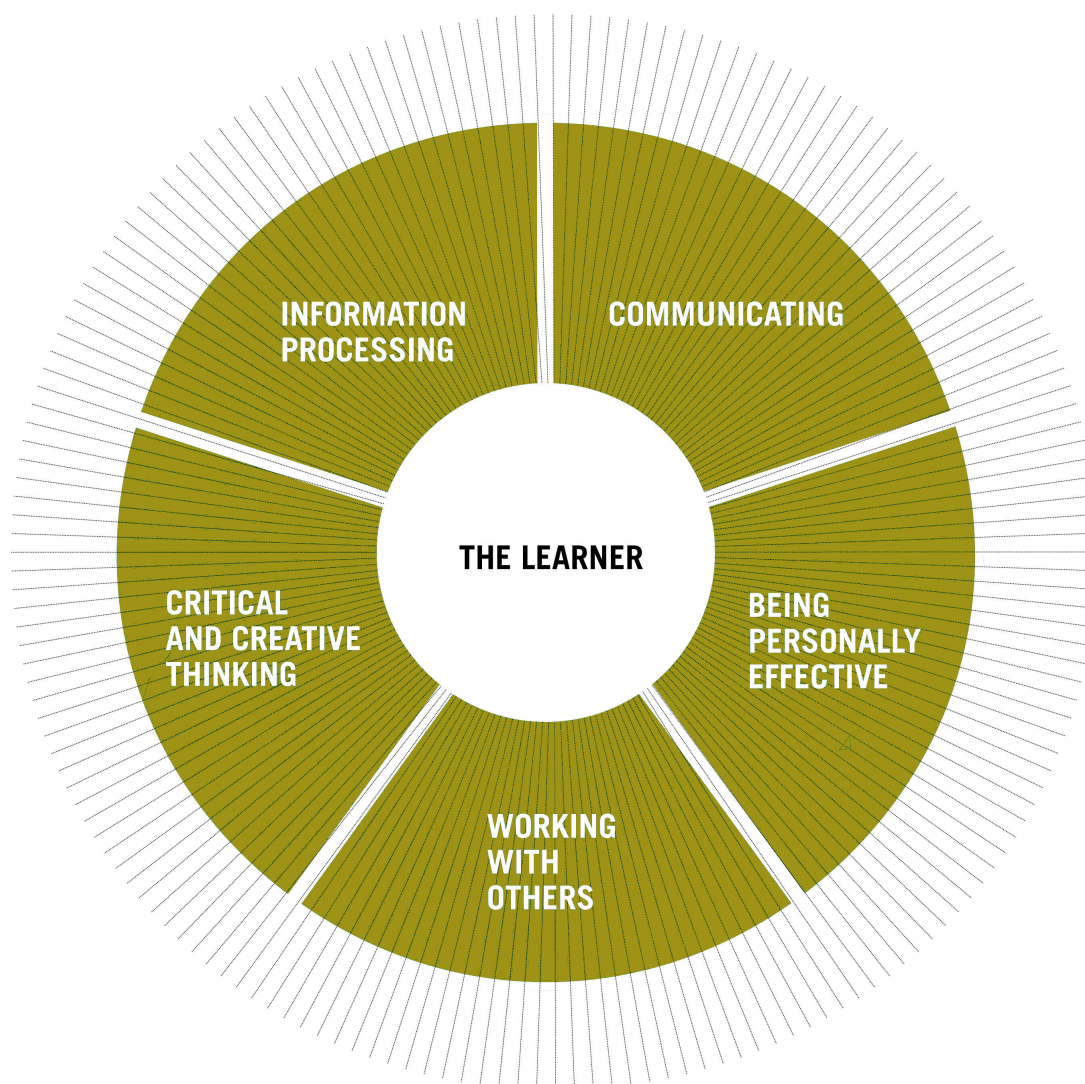 INFORMATION
PROCESSING
COMMUNICATING
THE LEARNER
CRITICAL
AND CREATIVE
THINKING
BEING
PERSONALLY
EFFECTIVE
WORKING
WITH
OTHERS